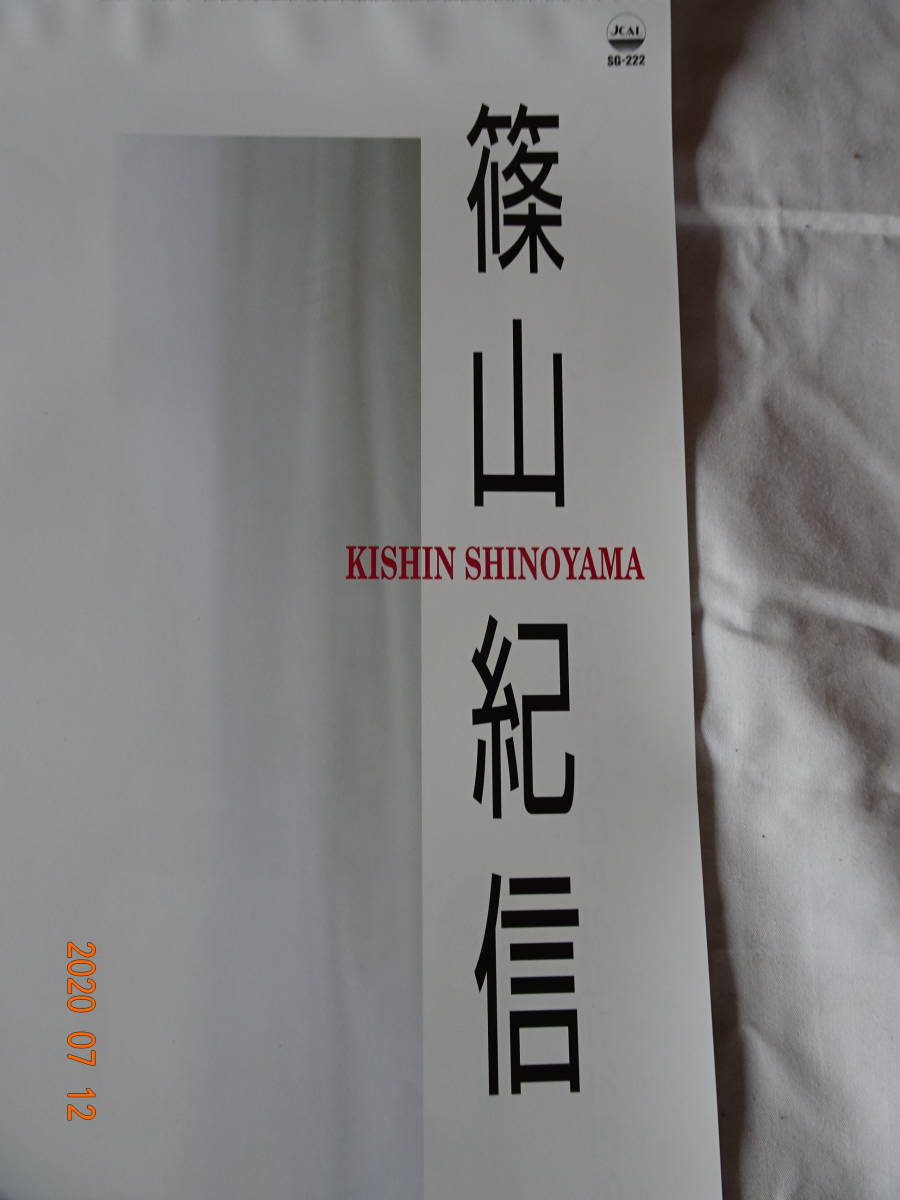 JCAL
SG-222
篠山紀信
KISHIN SHINOYAMA
2020 07 12